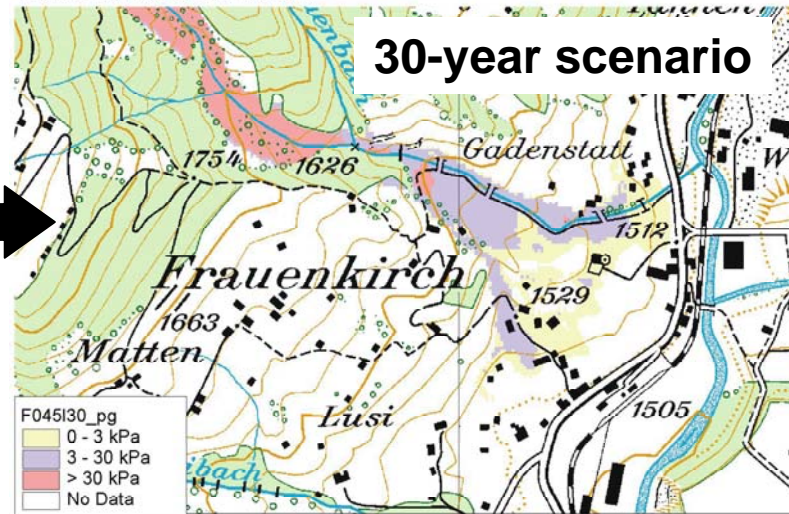 30-year scenario
Gadenstatt
1754
1626
1512
Frauenkirch
1529
1663
Matten
Lusi
1505
F045I30_pg
0 - 3 kPa
3 - 30 kPa
> 30 kPa
No Data